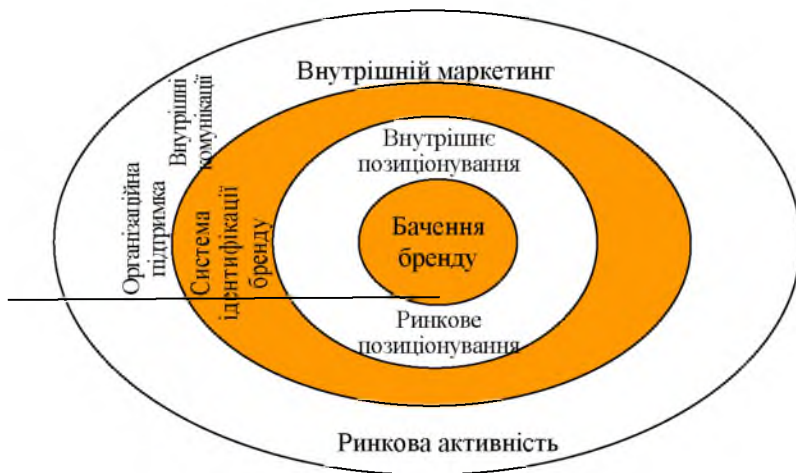 Внутрішній маркетинг
Внутрішні
комунікації
Організаційна
підтримка
Система
ідентифікації
бренду
Внутрішнє
позиціонування
Бачення
бренду
Ринкове
позиціонування
Ринкова активність